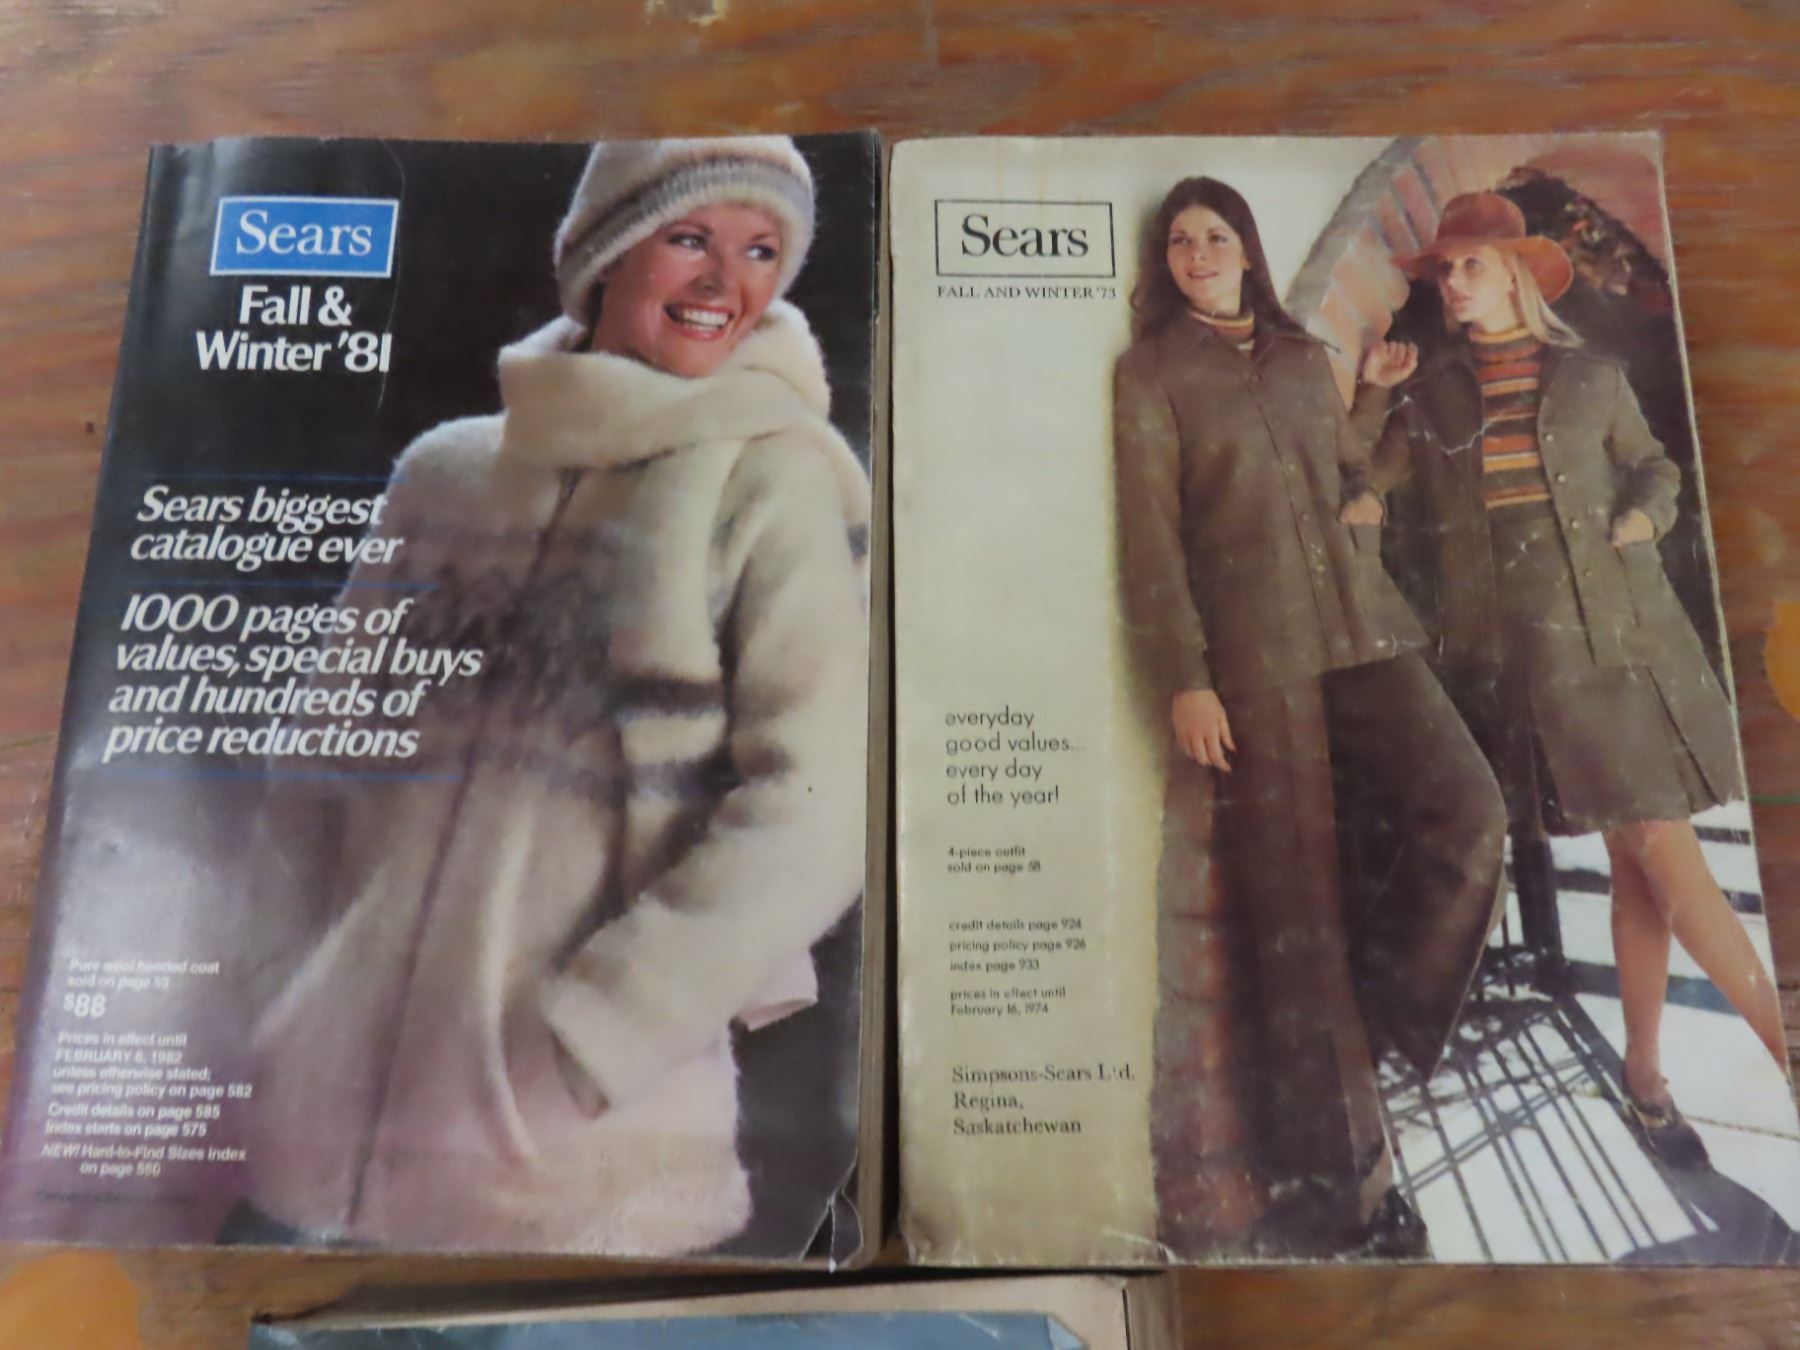 Sears
Fall &
Winter '81
Sears biggest
catalogue ever
1000 pages of
values, special buys
and hundreds of
price reductions
Pure wool hooded coat
sold on page 53
$88
Prices in effect until
FEBRUARY 6, 1982
unless otherwise stated;
see pricing policy on page 582
Credit details on page 585
Index starts on page 575
NEW! Hard-to-Find Sizes index
on page 580
Sears
FALL AND WINTER '73
everyday
good values...
every day
of the year!
4-piece outfit
sold on page 58
credit details page 924
pricing policy page 926
index page 933
prices in effect until
February 16, 1974
Simpsons-Sears Ltd.
Regina,
Saskatchewan